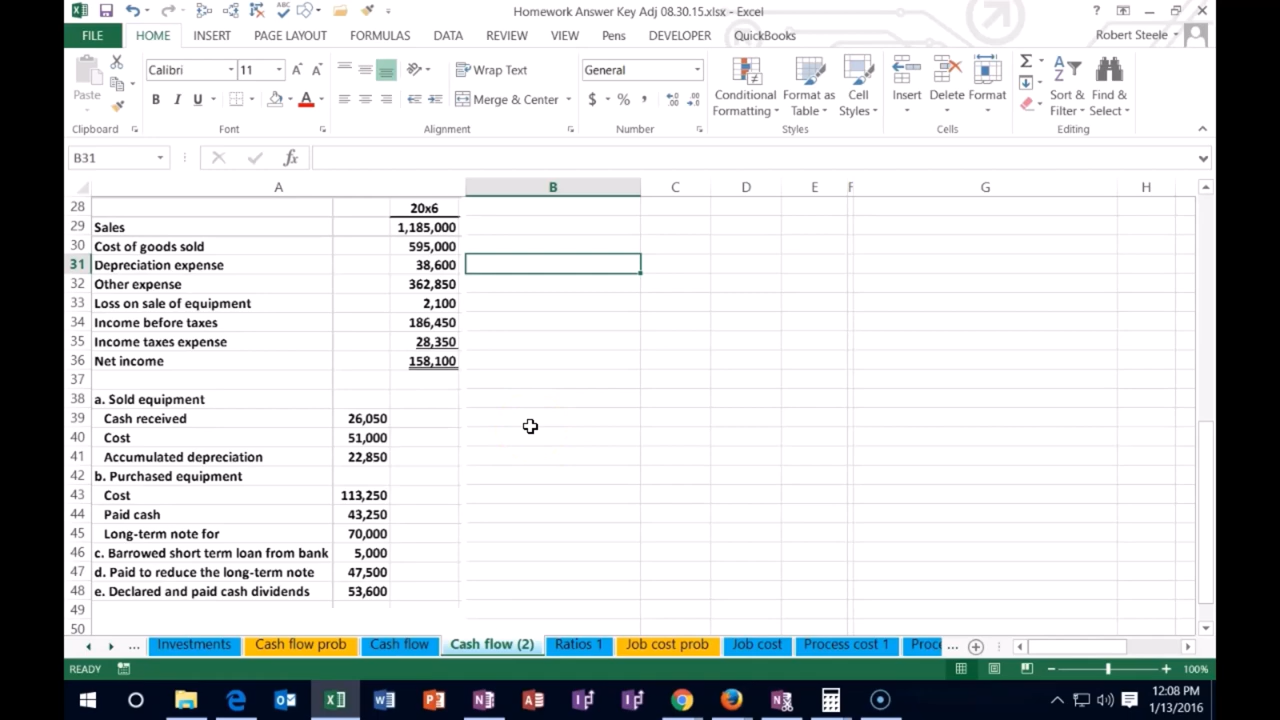 Homework Answer Key Adj 08.30.15.xlsx - Excel
FILE HOME INSERT PAGE LAYOUT FORMULAS DATA REVIEW VIEW Pens DEVELOPER QuickBooks Robert Steele
Calibri 11 Wrap Text General
Paste B I U Merge & Center $ % Conditional Formatting Format as Table Cell Styles Insert Delete Format Sort & Filter Find & Select
Clipboard Font Alignment Number Styles Cells Editing
B31 fx
A B C D E F G H
28 20x6
29 Sales 1,185,000
30 Cost of goods sold 595,000
31 Depreciation expense 38,600
32 Other expense 362,850
33 Loss on sale of equipment 2,100
34 Income before taxes 186,450
35 Income taxes expense 28,350
36 Net income 158,100
37
38 a. Sold equipment
39 Cash received 26,050
40 Cost 51,000
41 Accumulated depreciation 22,850
42 b. Purchased equipment
43 Cost 113,250
44 Paid cash 43,250
45 Long-term note for 70,000
46 c. Barrowed short term loan from bank 5,000
47 d. Paid to reduce the long-term note 47,500
48 e. Declared and paid cash dividends 53,600
49
50
... Investments Cash flow prob Cash flow Cash flow (2) Ratios 1 Job cost prob Job cost Process cost 1 Proce ...
READY 100%
12:08 PM
1/13/2016